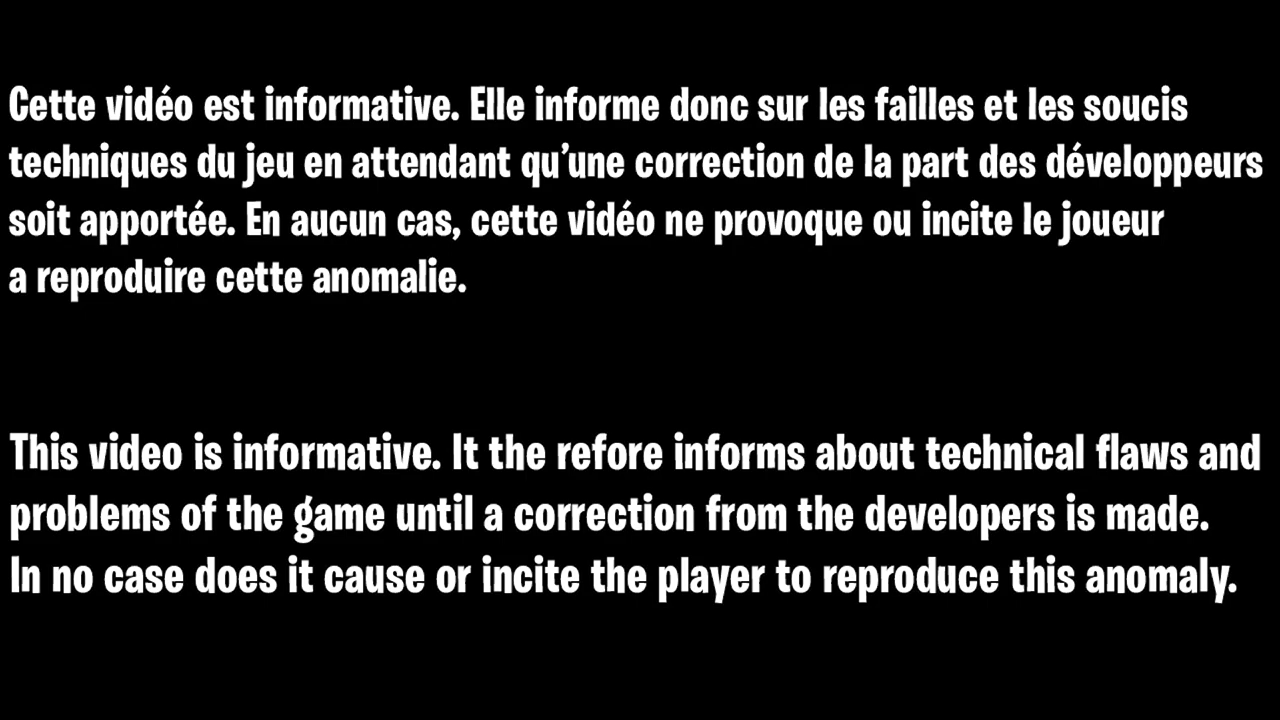 Cette vidéo est informative. Elle informe donc sur les failles et les soucis
techniques du jeu en attendant qu’une correction de la part des développeurs
soit apportée. En aucun cas, cette vidéo ne provoque ou incite le joueur
a reproduire cette anomalie.
This video is informative. It the refore informs about technical flaws and
problems of the game until a correction from the developers is made.
In no case does it cause or incite the player to reproduce this anomaly.